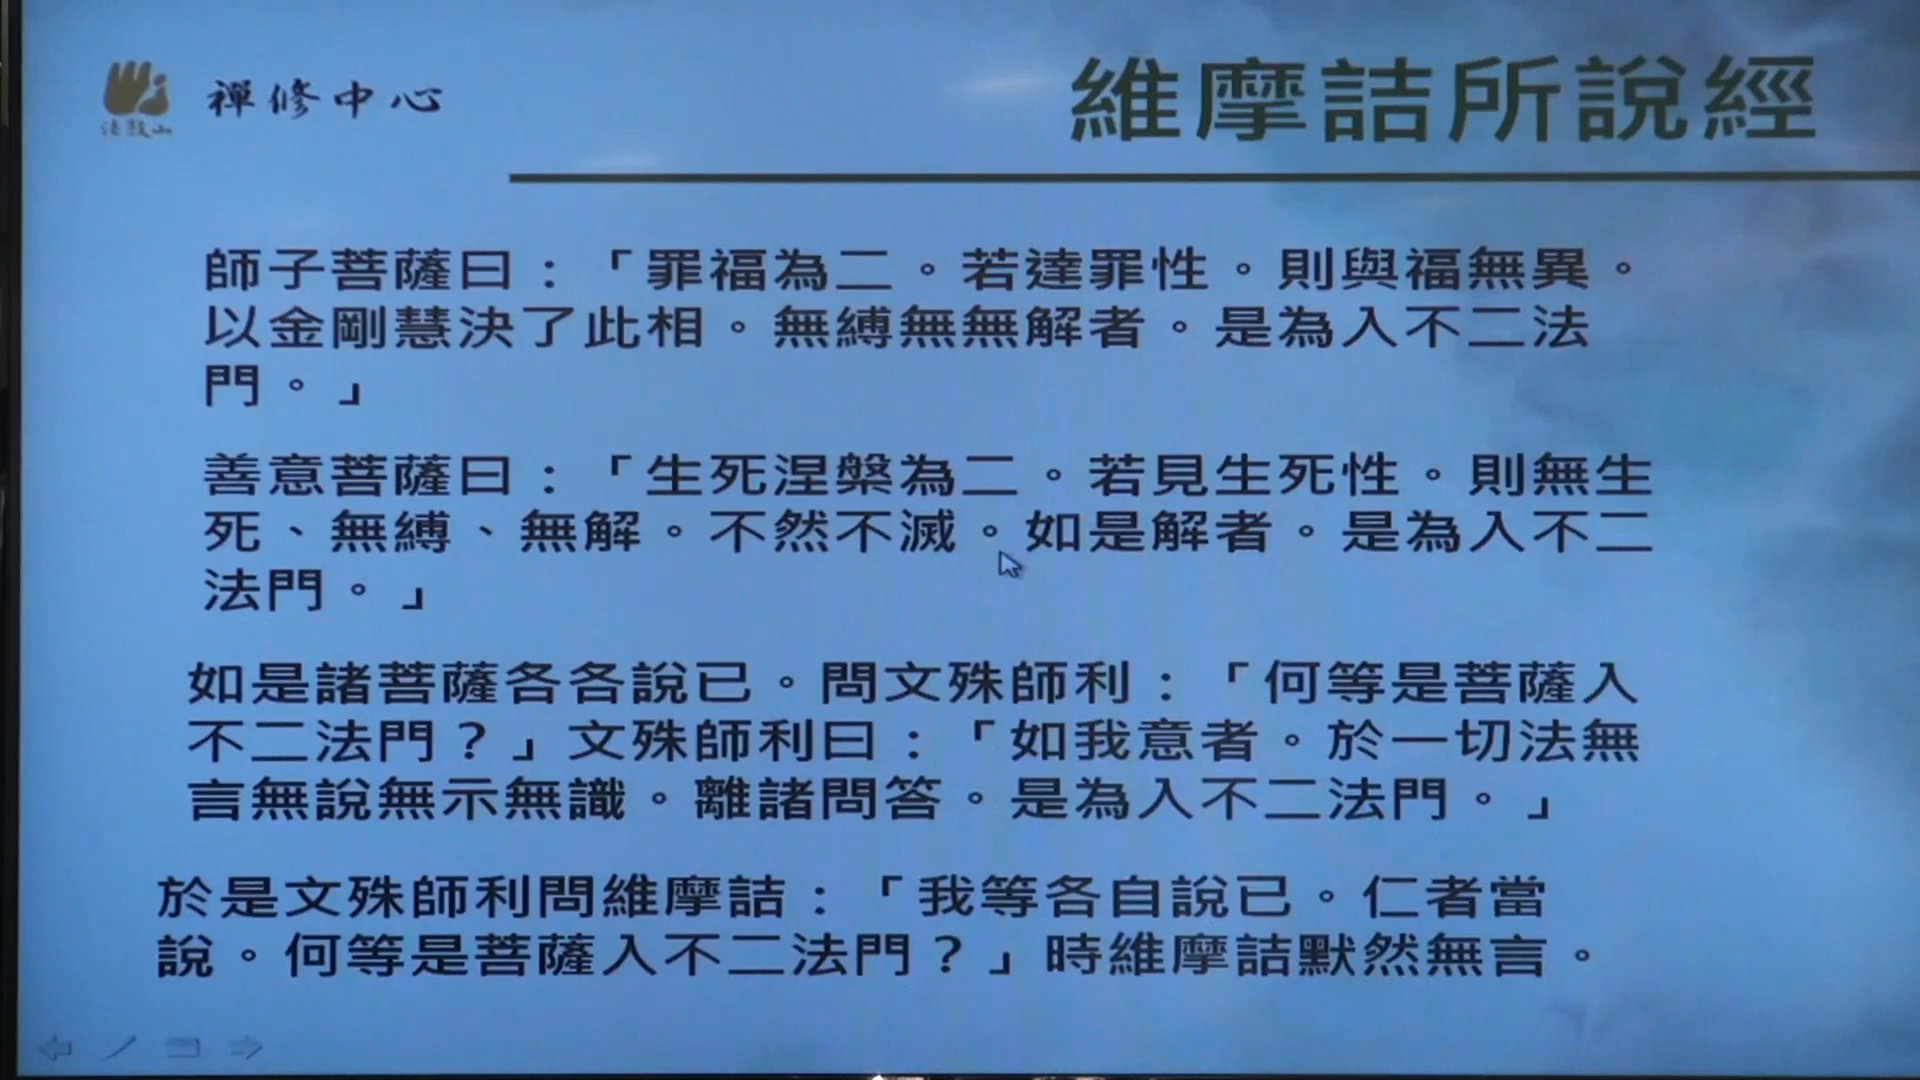 法鼓山
禪修中心
維摩詰所說經
師子菩薩曰：「罪福為二。若達罪性。則與福無異。
以金剛慧決了此相。無縛無無解者。是為入不二法
門。」
善意菩薩曰：「生死涅槃為二。若見生死性。則無生
死、無縛、無解。不然不滅。如是解者。是為入不二
法門。」
如是諸菩薩各各說已。問文殊師利：「何等是菩薩入
不二法門？」文殊師利曰：「如我意者。於一切法無
言無說無示無識。離諸問答。是為入不二法門。」
於是文殊師利問維摩詰：「我等各自說已。仁者當
說。何等是菩薩入不二法門？」時維摩詰默然無言。